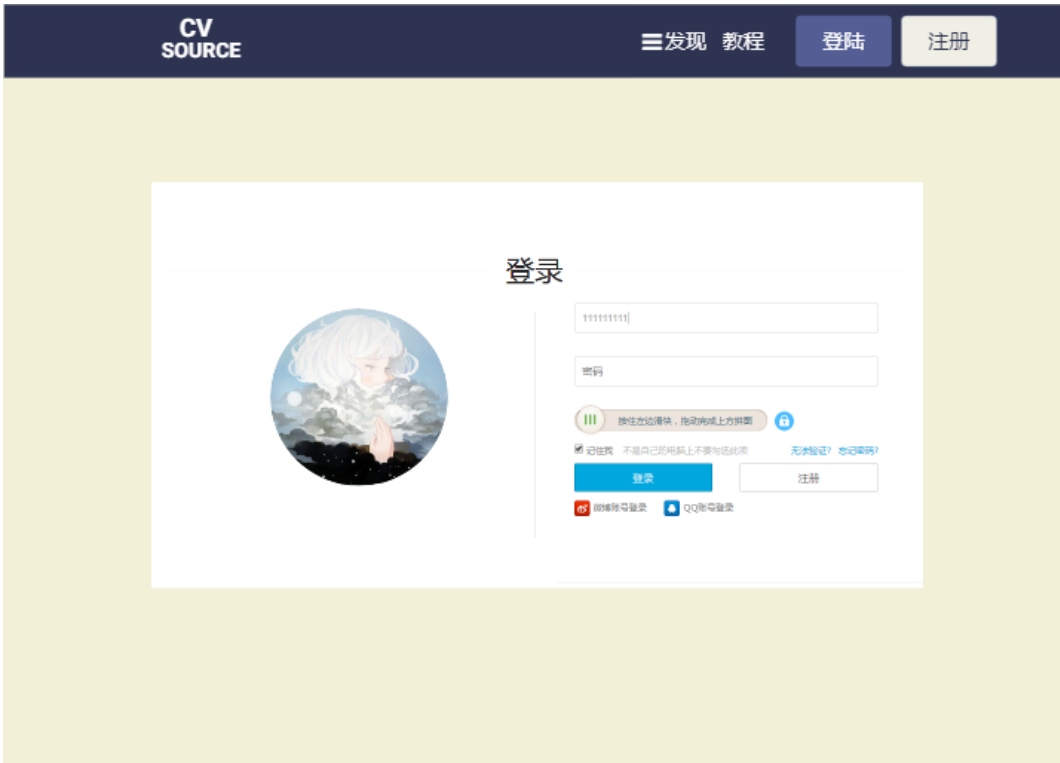 CV
SOURCE
发现 教程 登陆 注册
登录
111111111
密码
按住左边滑块，拖动完成上方拼图
记住我 不是自己的电脑上不要勾选此项 无法验证? 忘记密码?
登录 注册
微博账号登录 QQ账号登录